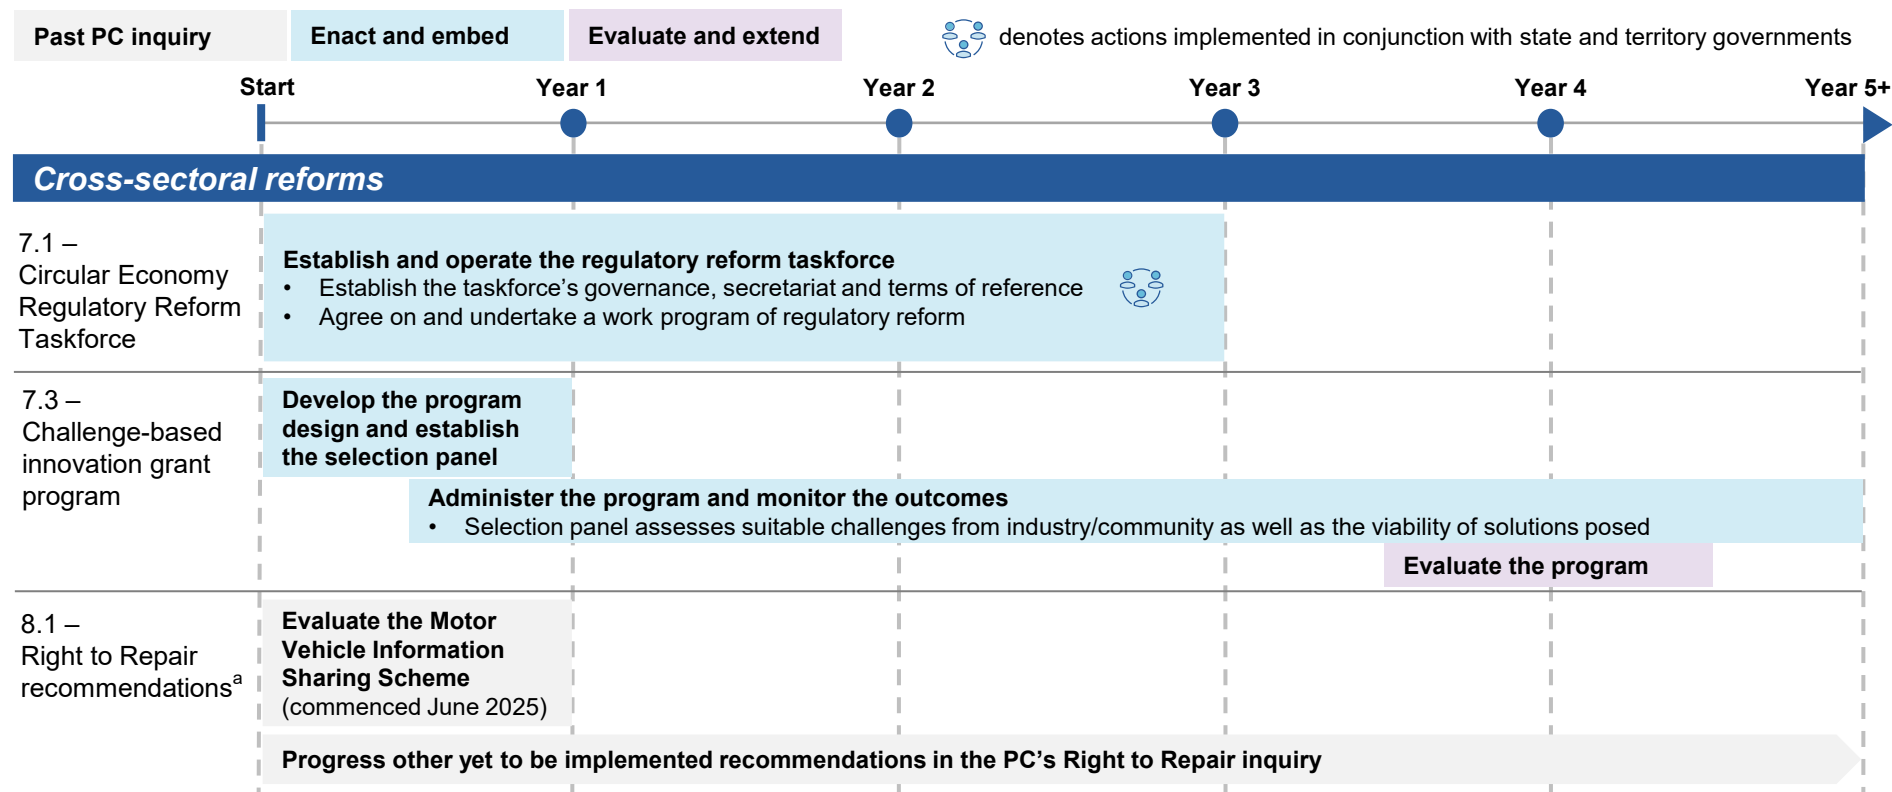 Past PC inquiry
Enact and embed
Evaluate and extend
denotes actions implemented in conjunction with state and territory governments
Start
Year 1
Year 2
Year 3
Year 4
Year 5+
Cross-sectoral reforms
7.1 –
Circular Economy
Regulatory Reform
Taskforce
Establish and operate the regulatory reform taskforce
• Establish the taskforce’s governance, secretariat and terms of reference
• Agree on and undertake a work program of regulatory reform
7.3 –
Challenge-based
innovation grant
program
Develop the program
design and establish
the selection panel
Administer the program and monitor the outcomes
• Selection panel assesses suitable challenges from industry/community as well as the viability of solutions posed
Evaluate the program
8.1 –
Right to Repair
recommendationsᵃ
Evaluate the Motor
Vehicle Information
Sharing Scheme
(commenced June 2025)
Progress other yet to be implemented recommendations in the PC’s Right to Repair inquiry